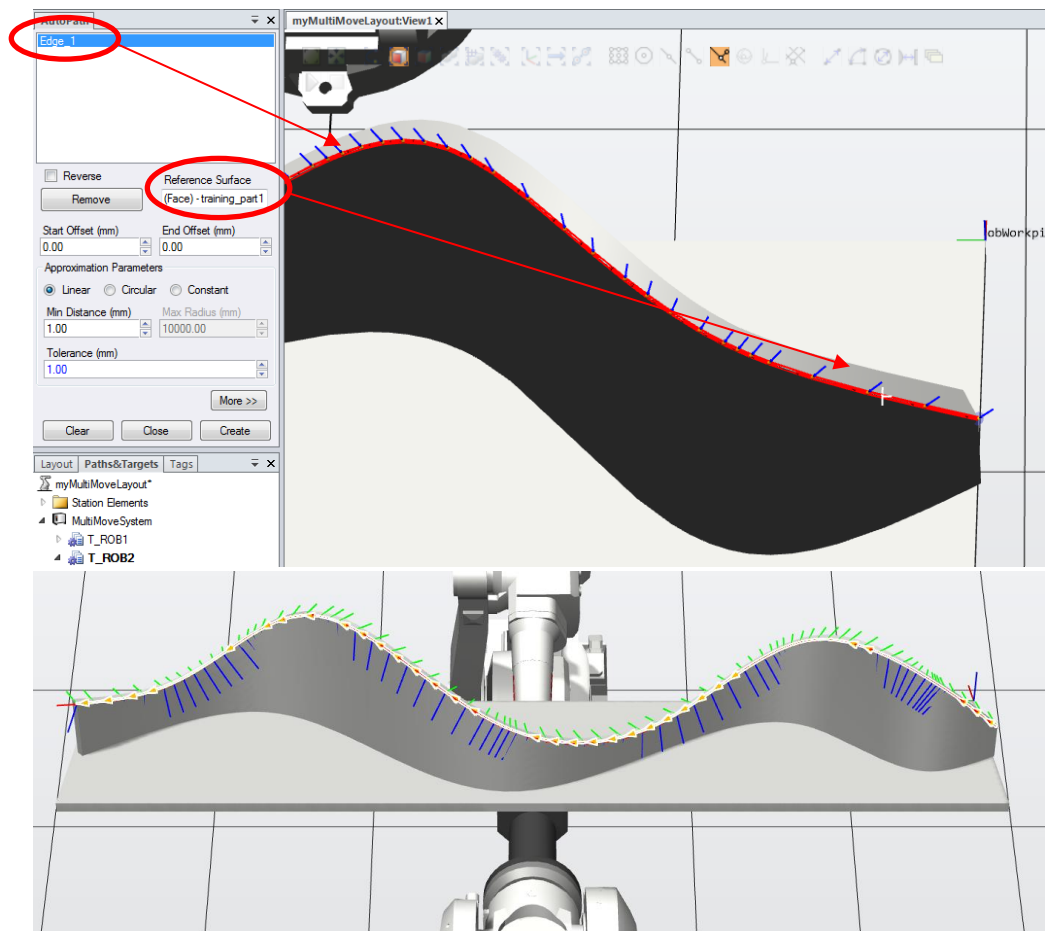 AutoPath
myMultiMoveLayout:View1
Edge_1
Reverse
Reference Surface
Remove
(Face) - training_part1
Start Offset (mm)
End Offset (mm)
0.00
0.00
Approximation Parameters
Linear
Circular
Constant
Min Distance (mm)
Max Radius (mm)
1.00
10000.00
Tolerance (mm)
1.00
More >>
Clear
Close
Create
Layout
Paths&Targets
Tags
myMultiMoveLayout*
Station Elements
MultiMoveSystem
T_ROB1
T_ROB2
obWorkpi